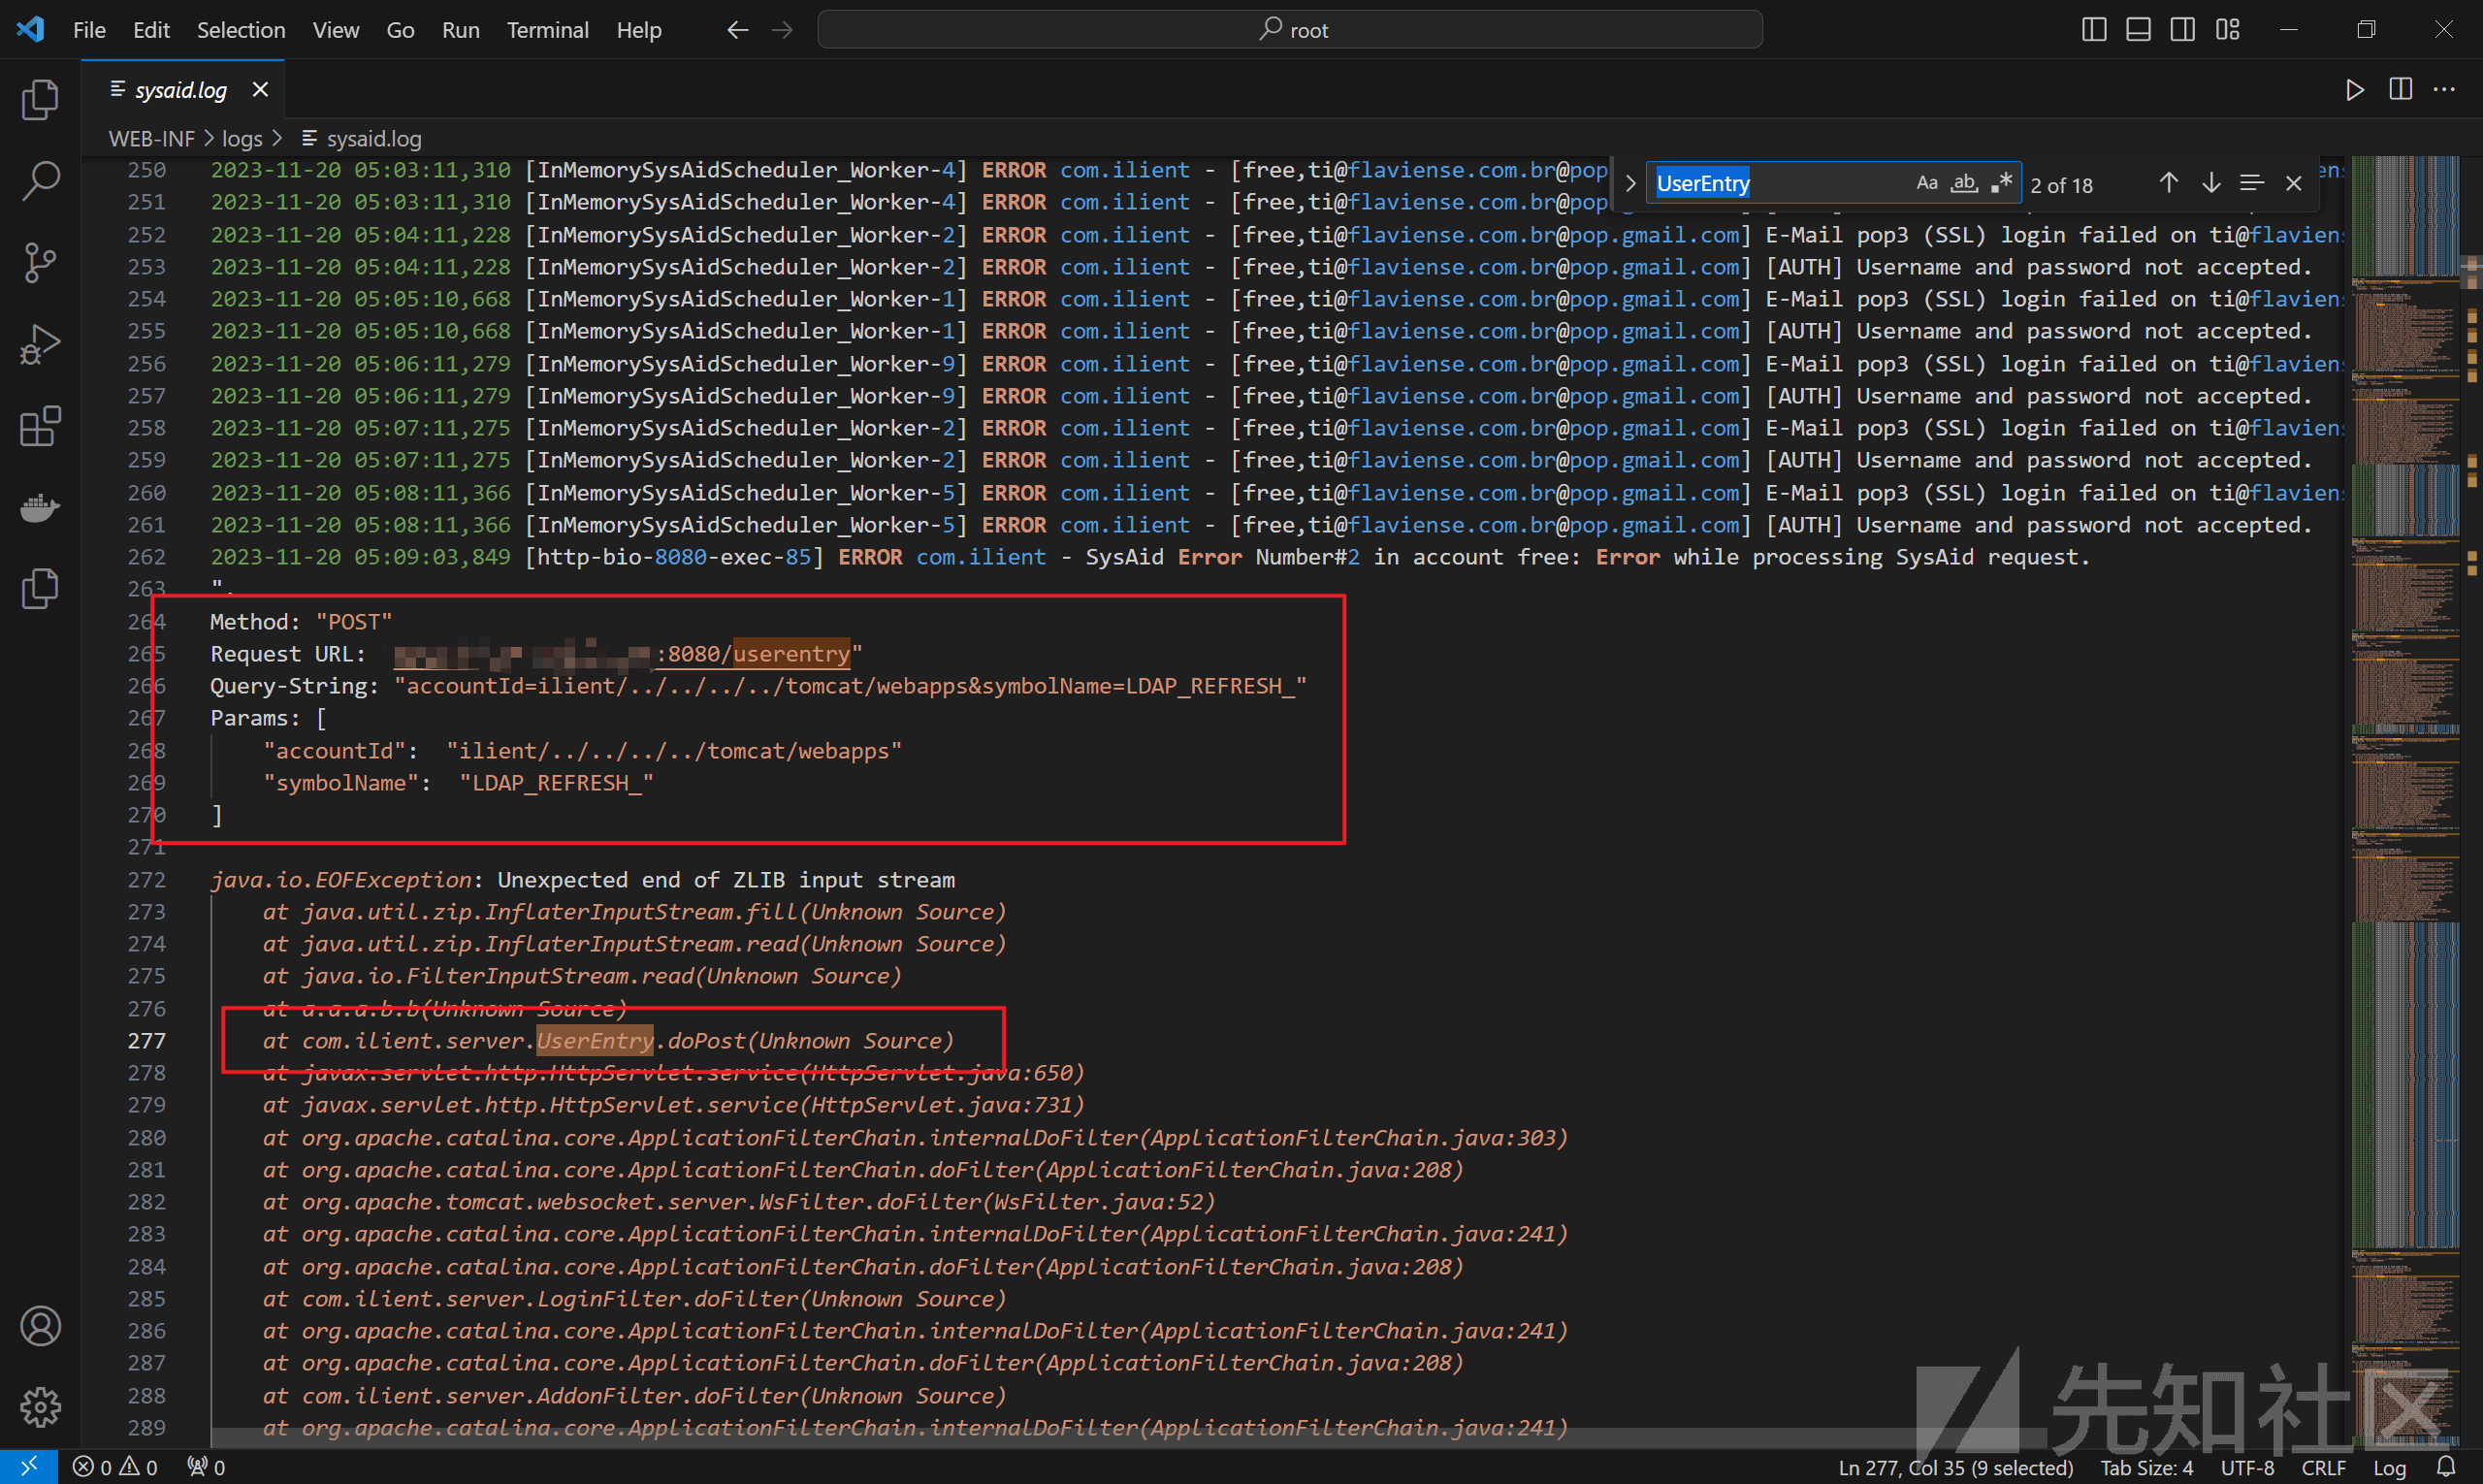 File Edit Selection View Go Run Terminal Help root
sysaid.log
WEB-INF > logs > sysaid.log
UserEntry Aa ab .* 2 of 18
250 2023-11-20 05:03:11,310 [InMemorySysAidScheduler_Worker-4] ERROR com.ilient - [free,ti@flaviense.com.br@pop
251 2023-11-20 05:03:11,310 [InMemorySysAidScheduler_Worker-4] ERROR com.ilient - [free,ti@flaviense.com.br@pop.gmail.com]
252 2023-11-20 05:04:11,228 [InMemorySysAidScheduler_Worker-2] ERROR com.ilient - [free,ti@flaviense.com.br@pop.gmail.com] E-Mail pop3 (SSL) login failed on ti@flaviens
253 2023-11-20 05:04:11,228 [InMemorySysAidScheduler_Worker-2] ERROR com.ilient - [free,ti@flaviense.com.br@pop.gmail.com] [AUTH] Username and password not accepted.
254 2023-11-20 05:05:10,668 [InMemorySysAidScheduler_Worker-1] ERROR com.ilient - [free,ti@flaviense.com.br@pop.gmail.com] E-Mail pop3 (SSL) login failed on ti@flaviens
255 2023-11-20 05:05:10,668 [InMemorySysAidScheduler_Worker-1] ERROR com.ilient - [free,ti@flaviense.com.br@pop.gmail.com] [AUTH] Username and password not accepted.
256 2023-11-20 05:06:11,279 [InMemorySysAidScheduler_Worker-9] ERROR com.ilient - [free,ti@flaviense.com.br@pop.gmail.com] E-Mail pop3 (SSL) login failed on ti@flaviens
257 2023-11-20 05:06:11,279 [InMemorySysAidScheduler_Worker-9] ERROR com.ilient - [free,ti@flaviense.com.br@pop.gmail.com] [AUTH] Username and password not accepted.
258 2023-11-20 05:07:11,275 [InMemorySysAidScheduler_Worker-2] ERROR com.ilient - [free,ti@flaviense.com.br@pop.gmail.com] E-Mail pop3 (SSL) login failed on ti@flaviens
259 2023-11-20 05:07:11,275 [InMemorySysAidScheduler_Worker-2] ERROR com.ilient - [free,ti@flaviense.com.br@pop.gmail.com] [AUTH] Username and password not accepted.
260 2023-11-20 05:08:11,366 [InMemorySysAidScheduler_Worker-5] ERROR com.ilient - [free,ti@flaviense.com.br@pop.gmail.com] E-Mail pop3 (SSL) login failed on ti@flaviens
261 2023-11-20 05:08:11,366 [InMemorySysAidScheduler_Worker-5] ERROR com.ilient - [free,ti@flaviense.com.br@pop.gmail.com] [AUTH] Username and password not accepted.
262 2023-11-20 05:09:03,849 [http-bio-8080-exec-85] ERROR com.ilient - SysAid Error Number#2 in account free: Error while processing SysAid request.
263 ".
264 Method: "POST"
265 Request URL: :8080/userentry"
266 Query-String: "accountId=ilient/../../../../tomcat/webapps&symbolName=LDAP_REFRESH_"
267 Params: [
268 "accountId": "ilient/../../../../tomcat/webapps"
269 "symbolName": "LDAP_REFRESH_"
270 ]
271
272 java.io.EOFException: Unexpected end of ZLIB input stream
273 at java.util.zip.InflaterInputStream.fill(Unknown Source)
274 at java.util.zip.InflaterInputStream.read(Unknown Source)
275 at java.io.FilterInputStream.read(Unknown Source)
276 at a.a.a.b.b(Unknown Source)
277 at com.ilient.server.UserEntry.doPost(Unknown Source)
278 at javax.servlet.http.HttpServlet.service(HttpServlet.java:650)
279 at javax.servlet.http.HttpServlet.service(HttpServlet.java:731)
280 at org.apache.catalina.core.ApplicationFilterChain.internalDoFilter(ApplicationFilterChain.java:303)
281 at org.apache.catalina.core.ApplicationFilterChain.doFilter(ApplicationFilterChain.java:208)
282 at org.apache.tomcat.websocket.server.WsFilter.doFilter(WsFilter.java:52)
283 at org.apache.catalina.core.ApplicationFilterChain.internalDoFilter(ApplicationFilterChain.java:241)
284 at org.apache.catalina.core.ApplicationFilterChain.doFilter(ApplicationFilterChain.java:208)
285 at com.ilient.server.LoginFilter.doFilter(Unknown Source)
286 at org.apache.catalina.core.ApplicationFilterChain.internalDoFilter(ApplicationFilterChain.java:241)
287 at org.apache.catalina.core.ApplicationFilterChain.doFilter(ApplicationFilterChain.java:208)
288 at com.ilient.server.AddonFilter.doFilter(Unknown Source)
289 at org.apache.catalina.core.ApplicationFilterChain.internalDoFilter(ApplicationFilterChain.java:241)
先知社区
0 0 0 Ln 277, Col 35 (9 selected) Tab Size: 4 UTF-8 CRLF Log